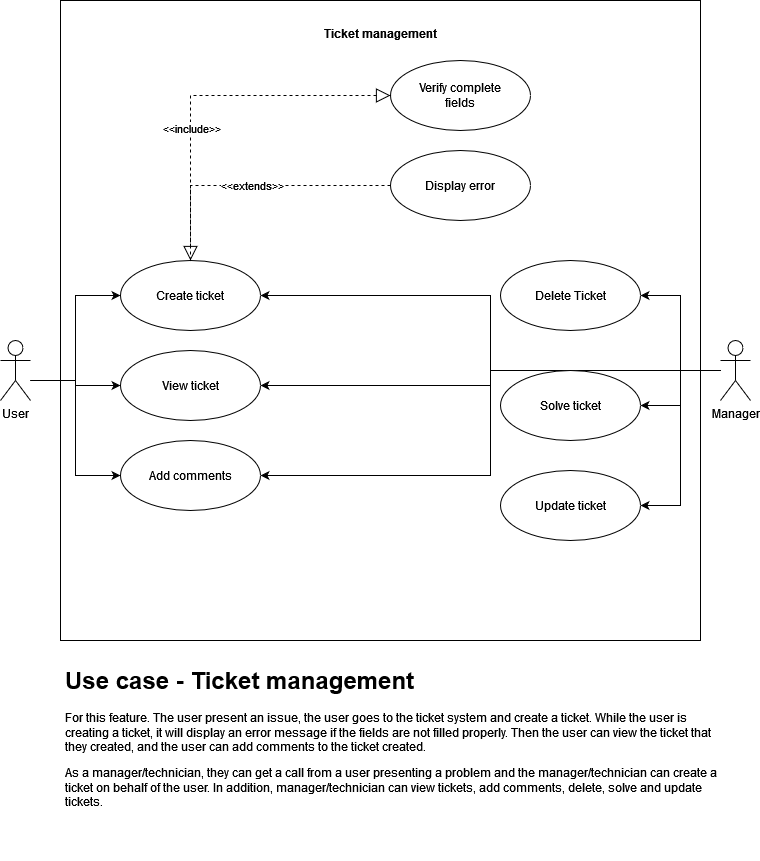 Ticket management
Verify complete
fields
<<include>>
Display error
<<extends>>
Create ticket
Delete Ticket
View ticket
Solve ticket
User
Manager
Add comments
Update ticket
Use case - Ticket management
For this feature. The user present an issue, the user goes to the ticket system and create a ticket. While the user is
creating a ticket, it will display an error message if the fields are not filled properly. Then the user can view the ticket that
they created, and the user can add comments to the ticket created.
As a manager/technician, they can get a call from a user presenting a problem and the manager/technician can create a
ticket on behalf of the user. In addition, manager/technician can view tickets, add comments, delete, solve and update
tickets.